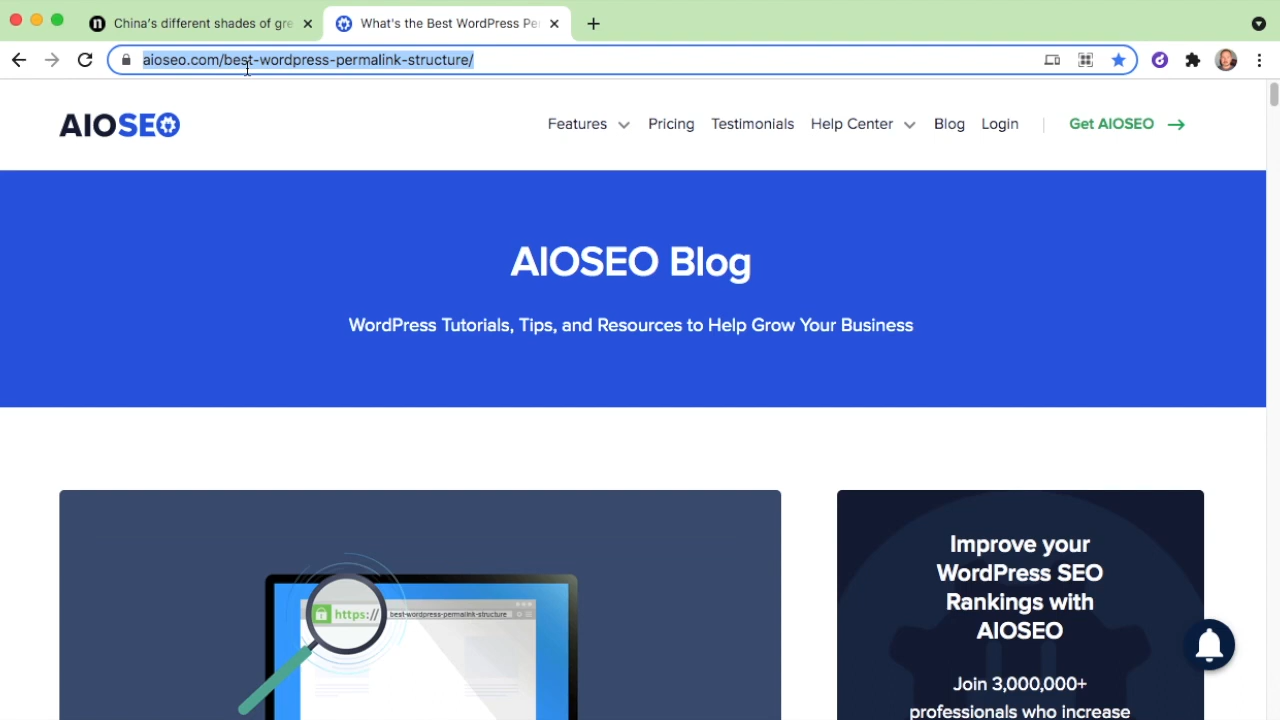 China's different shades of gre
What's the Best WordPress Pe
aioseo.com/best-wordpress-permalink-structure/
AIOSEO
Features
Pricing
Testimonials
Help Center
Blog
Login
Get AIOSEO
AIOSEO Blog
WordPress Tutorials, Tips, and Resources to Help Grow Your Business
https://
best-wordpress-permalink-structure
Improve your
WordPress SEO
Rankings with
AIOSEO
Join 3,000,000+
professionals who increase